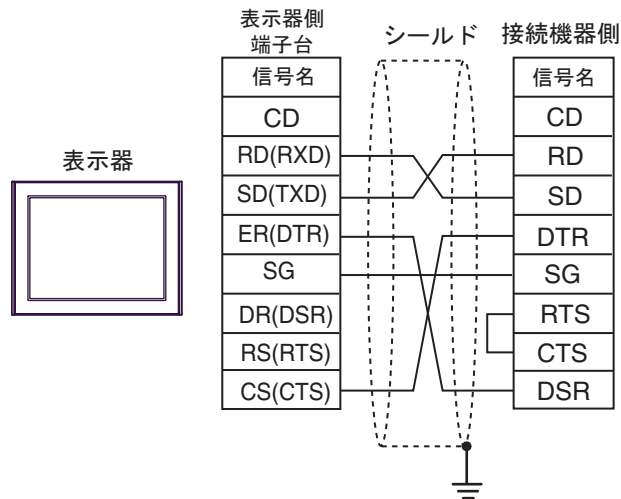 表示器側
端子台
シールド
接続機器側
表示器
信号名
CD
RD(RXD)
SD(TXD)
ER(DTR)
SG
DR(DSR)
RS(RTS)
CS(CTS)
信号名
CD
RD
SD
DTR
SG
RTS
CTS
DSR